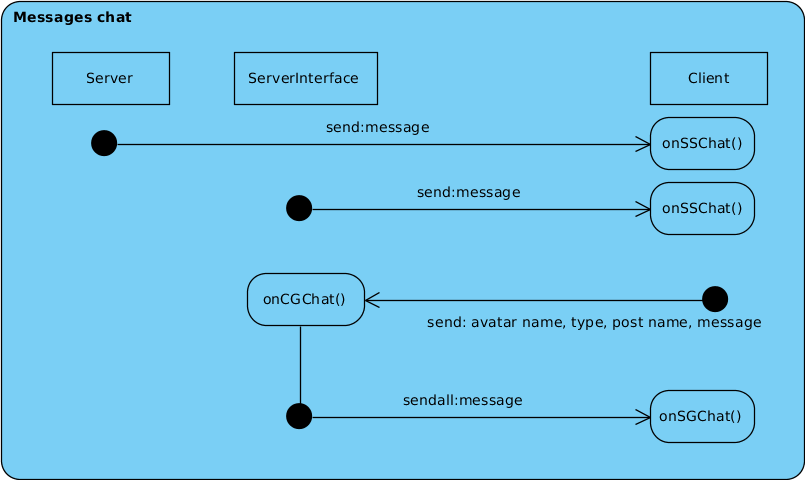 Messages chat
Server
ServerInterface
Client
send:message
onSSChat()
send:message
onSSChat()
onCGChat()
send: avatar name, type, post name, message
sendall:message
onSGChat()